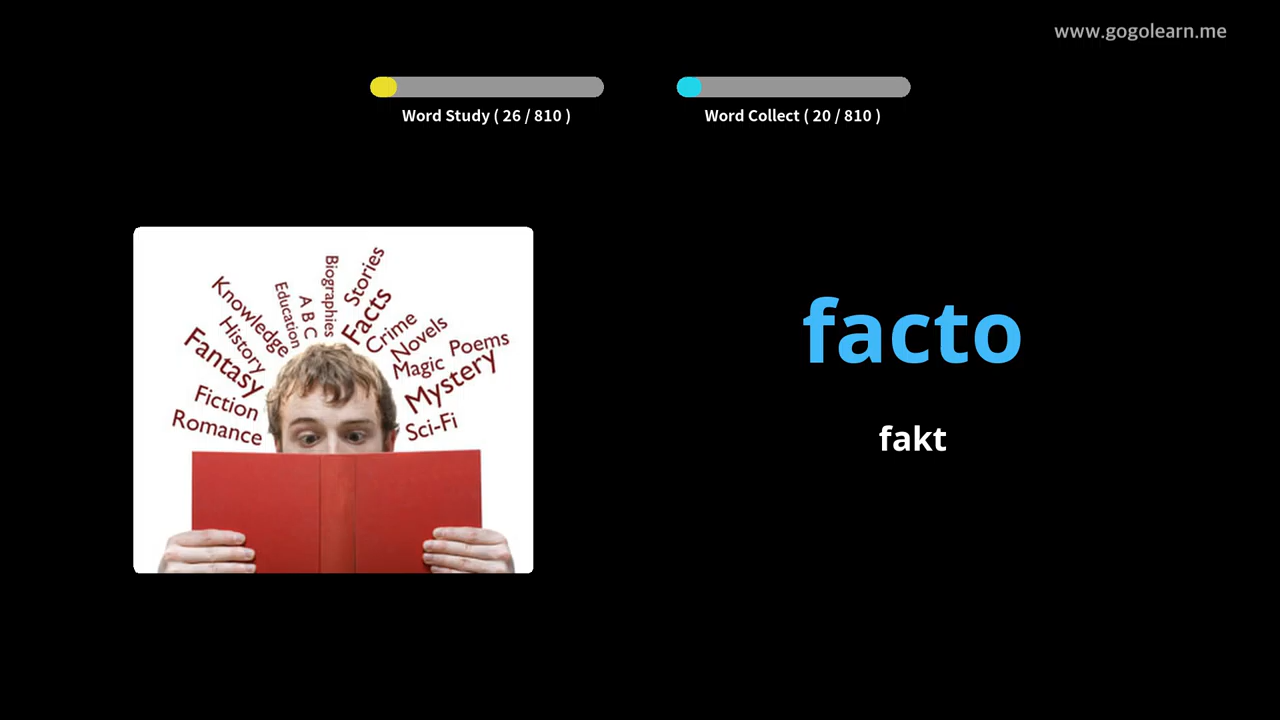 www.gogolearn.me
Word Study ( 26 / 810 )
Word Collect ( 20 / 810 )
Romance
Fiction
Fantasy
History
Knowledge
Education
A B C
Biographies
Stories
Facts
Crime
Novels
Magic
Poems
Mystery
Sci-Fi
facto
fakt